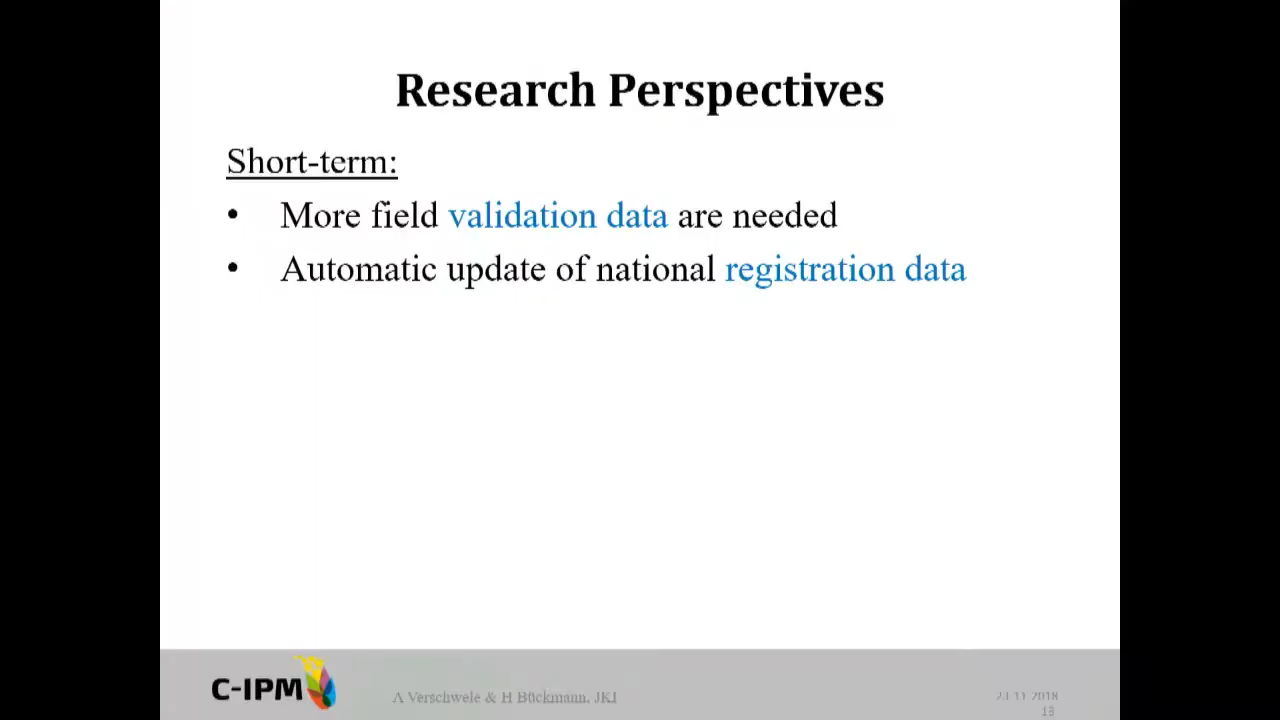 Research Perspectives
Short-term:
• More field validation data are needed
• Automatic update of national registration data
C-IPM
A Verschwele & H Bückmann, JKI
23.11.2018
13